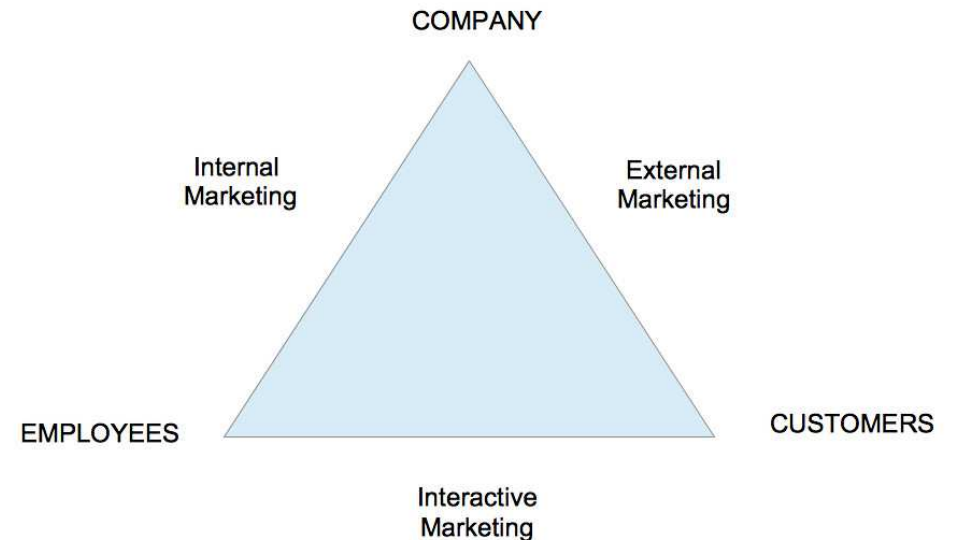 COMPANY
Internal
Marketing
External
Marketing
EMPLOYEES
CUSTOMERS
Interactive
Marketing